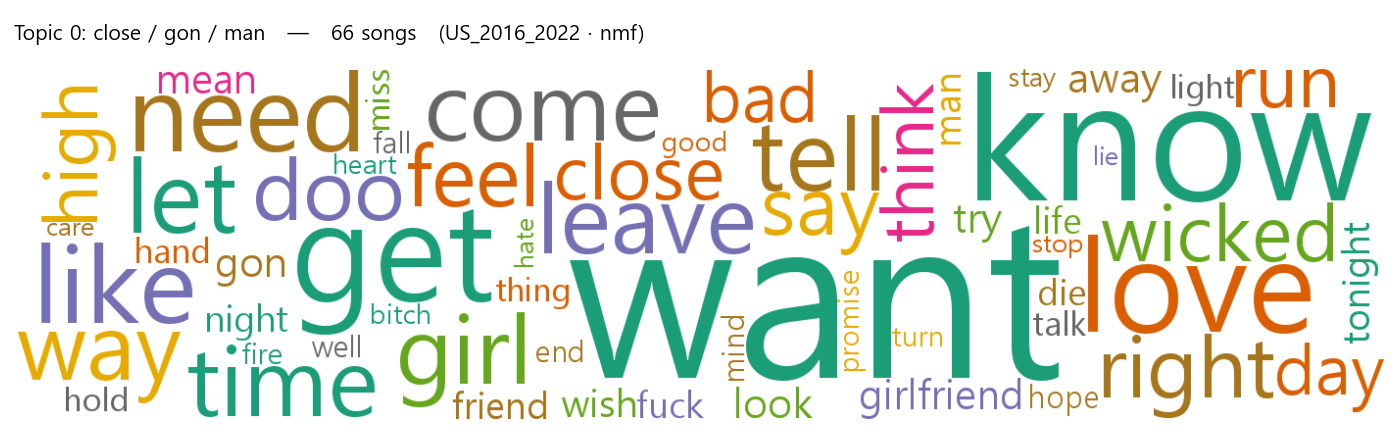 Topic 0: close / gon / man — 66 songs (US_2016_2022 · nmf)
mean
need
miss
come
bad
think
man
stay
away
light
run
high
fall
good
tell
know
lie
let
doo
heart
feel
close
leave
say
try
life
stop
wicked
tonight
care
like
hand
gon
get
hate
thing
want
promise
die
talk
love
way
night
bitch
fire
well
time
girl
end
mind
turn
right
day
hold
friend
wish
fuck
look
girlfriend
hope